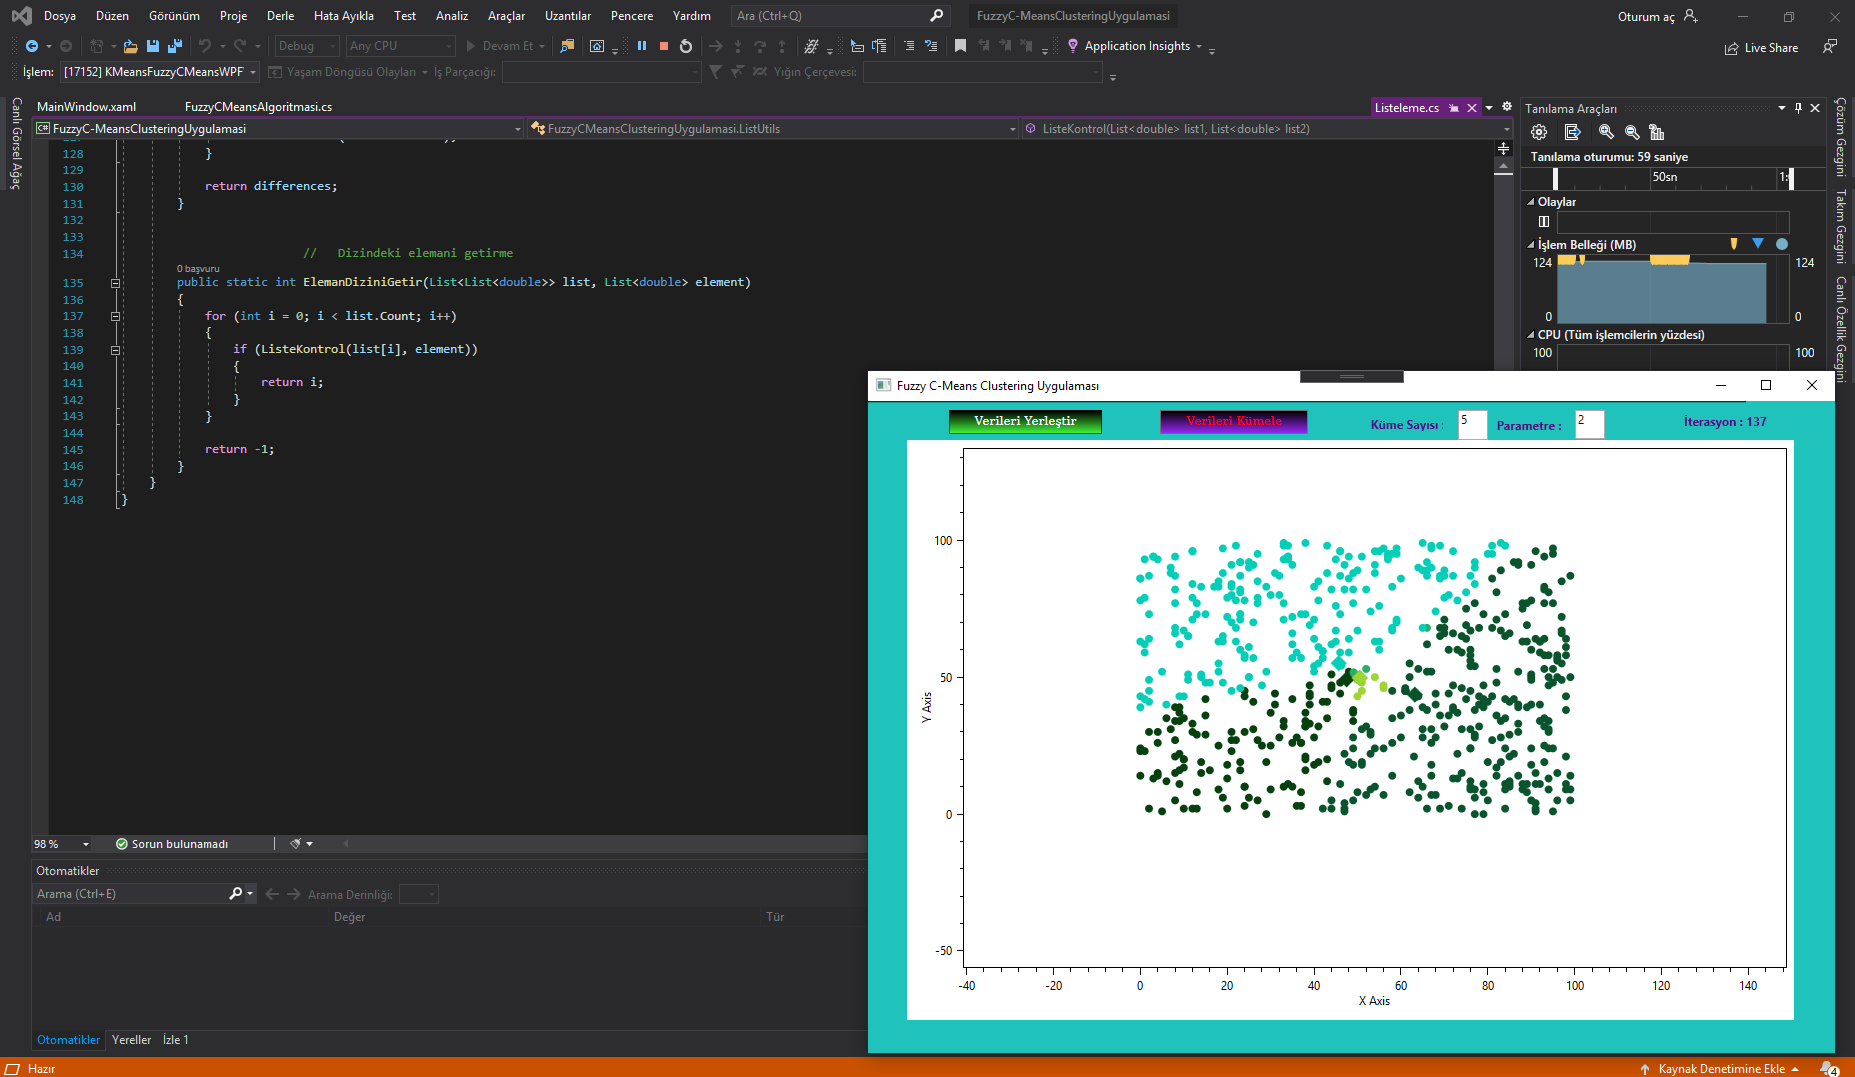 Dosya Düzen Görünüm Proje Derle Hata Ayıkla Test Analiz Araçlar Uzantılar Pencere Yardım Ara (Ctrl+Q) FuzzyC-MeansClusteringUygulamasi Oturum aç
Debug Any CPU Devam Et Application Insights Live Share
İşlem: [17152] KMeansFuzzyCMeansWPF Yaşam Döngüsü Olayları İş Parçacığı: Yığın Çerçevesi:
Canlı Görsel Ağaç
MainWindow.xaml FuzzyCMeansAlgoritmasi.cs Listeleme.cs
C# FuzzyC-MeansClusteringUygulamasi FuzzyCMeansClusteringUygulamasi.ListUtils ListeKontrol(List<double> list1, List<double> list2)
128 }
129
130 return differences;
131 }
132
133
134 // Dizindeki elemani getirme
0 başvuru
135 public static int ElemanDiziniGetir(List<List<double>> list, List<double> element)
136 {
137 for (int i = 0; i < list.Count; i++)
138 {
139 if (ListeKontrol(list[i], element))
140 {
141 return i;
142 }
143 }
144
145 return -1;
146 }
147 }
148 }
98 % Sorun bulunamadı
Otomatikler
Arama (Ctrl+E) Arama Derinliği:
Ad Değer Tür
Otomatikler Yereller İzle 1
Hazır Kaynak Denetimine Ekle 4
Tanılama Araçları
Tanılama oturumu: 59 saniye
50sn
Olaylar
İşlem Belleği (MB)
124 124
0 0
CPU (Tüm işlemcilerin yüzdesi)
100 100
Çözüm Gezgini
Takım Gezgini
Canlı Özellik Gezgini
Fuzzy C-Means Clustering Uygulaması
Verileri Yerleştir Verileri Kümele Küme Sayısı : 5 Parametre : 2 İterasyon : 137
100
50
0
-50
Y Axis
-40 -20 0 20 40 60 80 100 120 140
X Axis